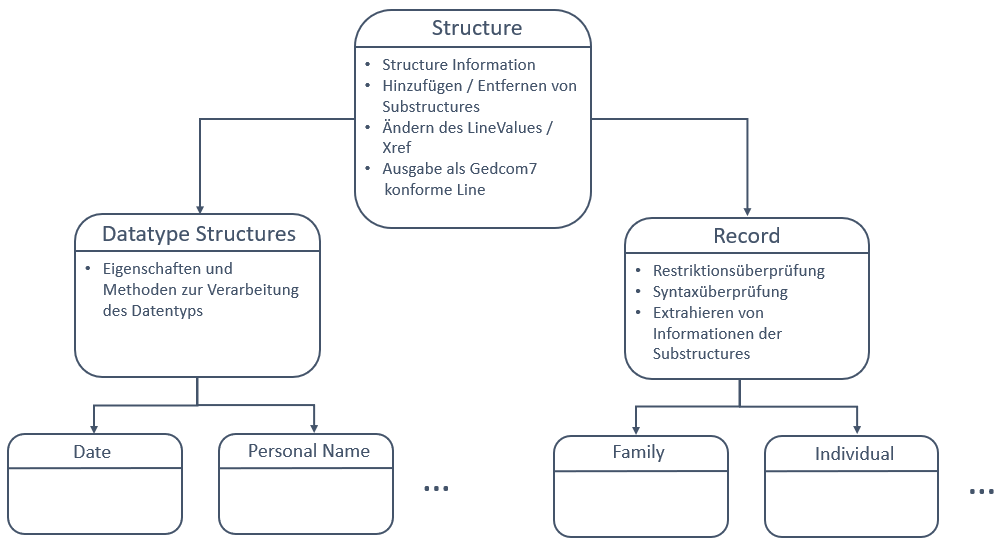 Structure
• Structure Information
• Hinzufügen / Entfernen von
Substructures
• Ändern des LineValues /
Xref
• Ausgabe als Gedcom7
konforme Line
Datatype Structures
• Eigenschaften und
Methoden zur Verarbeitung
des Datentyps
Record
• Restriktionsüberprüfung
• Syntaxüberprüfung
• Extrahieren von
Informationen der
Substructures
Date
Personal Name
...
Family
Individual
...